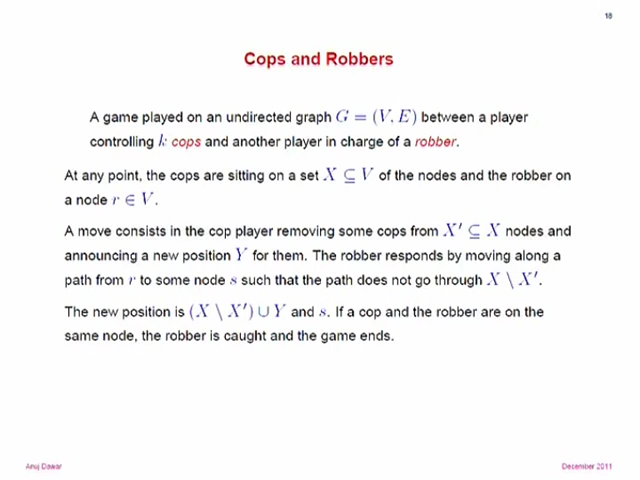 18
Cops and Robbers
A game played on an undirected graph G = (V, E) between a player
controlling k cops and another player in charge of a robber.
At any point, the cops are sitting on a set X ⊆ V of the nodes and the robber on
a node r ∈ V.
A move consists in the cop player removing some cops from X′ ⊆ X nodes and
announcing a new position Y for them. The robber responds by moving along a
path from r to some node s such that the path does not go through X \ X′.
The new position is (X \ X′) ∪ Y and s. If a cop and the robber are on the
same node, the robber is caught and the game ends.
Anuj Dawar
December 2011